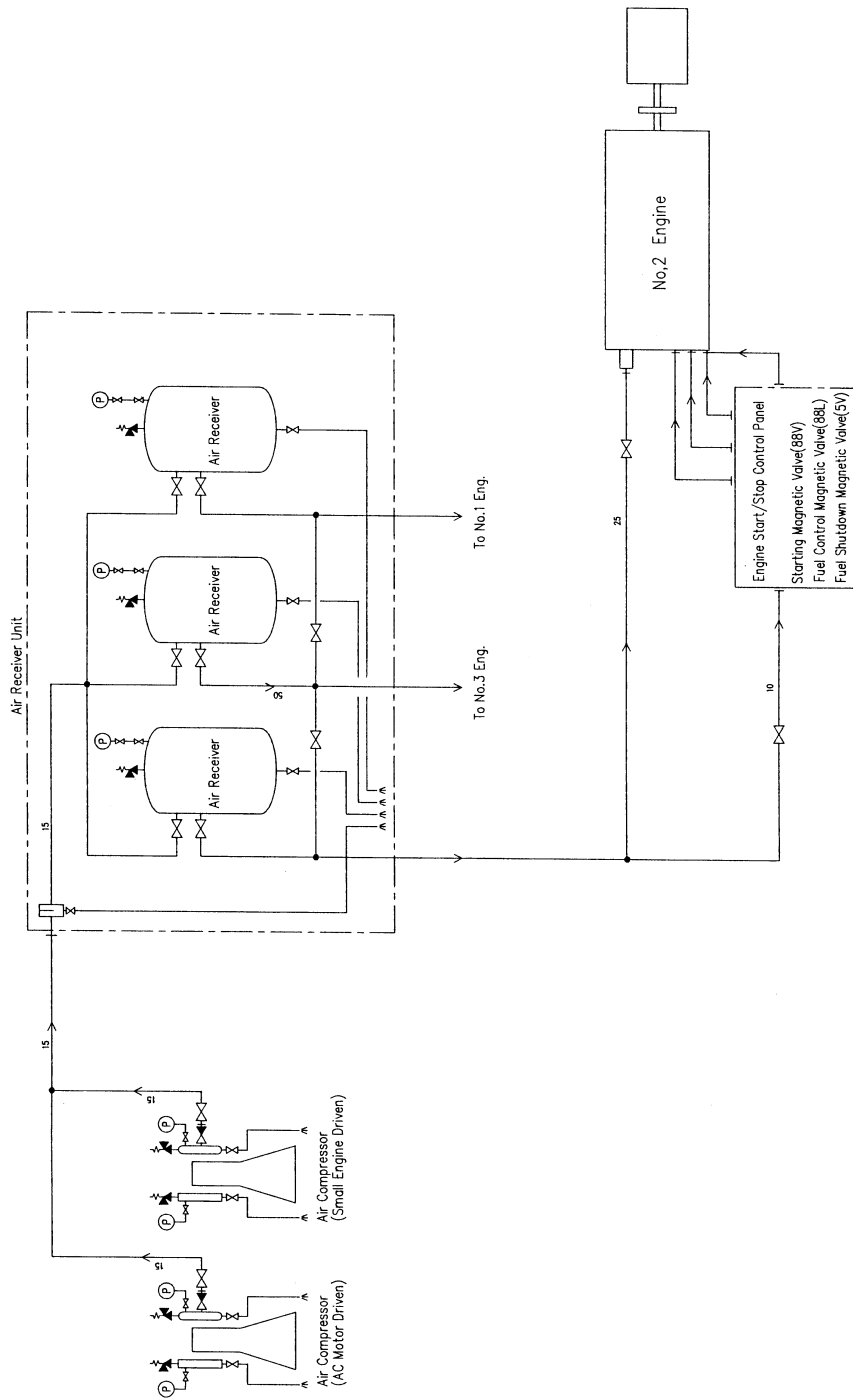 Air Receiver Unit
P
Air Receiver
P
Air Receiver
P
Air Receiver
15
15
15
15
50
To No.1 Eng.
To No.3 Eng.
P
P
Air Compressor
(Small Engine Driven)
P
P
Air Compressor
(AC Motor Driven)
No,2 Engine
25
10
Engine Start/Stop Control Panel
Starting Magnetic Valve(88V)
Fuel Control Magnetic Valve(88L)
Fuel Shutdown Magnetic Valve(5V)